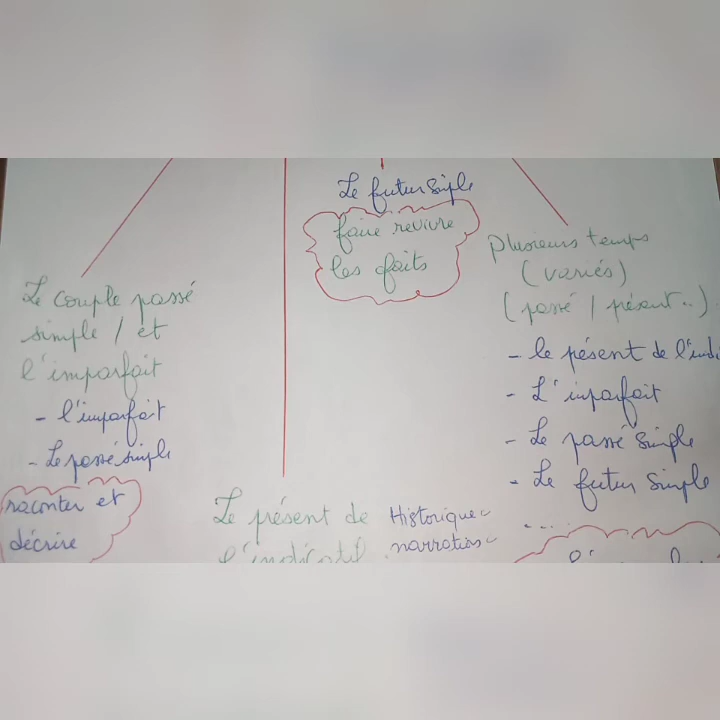 Le futur simple
faire revivre
les faits
Plusieurs temps
(variés)
(passé / présent..)
- le pésent de l'indi
- L'imparfait
- Le passé simple
- Le futur simple
....
Le couple passé
simple / et
l'imparfait
- l'imparfait
- Le passé simple
raconter et
décrire
Le présent de
l'indicatif
Historique
narration